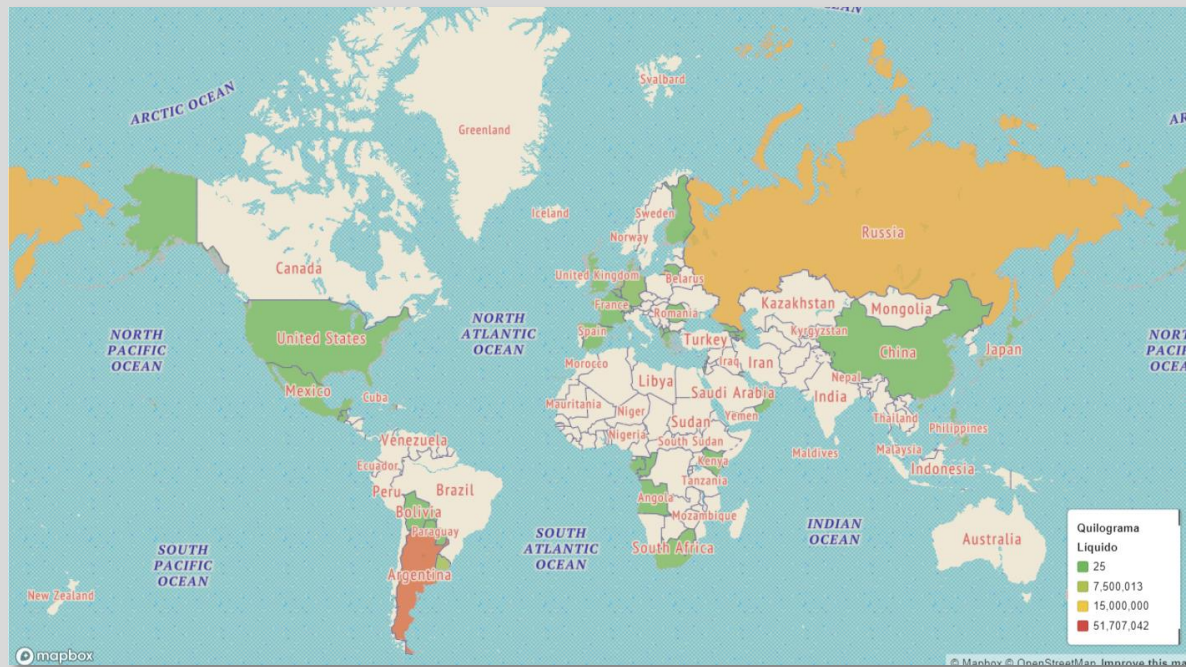 OCEAN
ARCTIC OCEAN
Svalbard
Greenland
Iceland
Sweden
Norway
Russia
Canada
United Kingdom
Belarus
France
Romania
Kazakhstan
Mongolia
NORTH
PACIFIC
OCEAN
United States
NORTH
ATLANTIC
OCEAN
Spain
Turkey
Kyrgyzstan
China
Japan
Morocco
Iraq
Iran
Mexico
Cuba
Libya
Saudi Arabia
Nepal
India
Mauritania
Niger
Sudan
Yemen
Thailand
Philippines
Venezuela
Nigeria
South Sudan
Maldives
Malaysia
Ecuador
Kenya
Indonesia
Peru
Brazil
Tanzania
Angola
Bolivia
Mozambique
Paraguay
SOUTH
PACIFIC
OCEAN
SOUTH
ATLANTIC
OCEAN
INDIAN
OCEAN
South Africa
Australia
Argentina
New Zealand
Quilograma
Líquido
25
7,500,013
15,000,000
51,707,042
mapbox
© Mapbox © OpenStreetMap Improve this ma